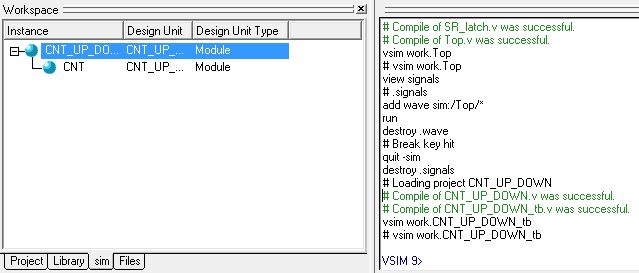 Workspace
Instance Design Unit Design Unit Type
CNT_UP_DO... CNT_UP_... Module
CNT CNT_UP_... Module
Project Library sim Files
# Compile of SR_latch.v was successful.
# Compile of Top.v was successful.
vsim work.Top
# vsim work.Top
view signals
# .signals
add wave sim:/Top/*
run
destroy .wave
# Break key hit
quit -sim
destroy .signals
# Loading project CNT_UP_DOWN
# Compile of CNT_UP_DOWN.v was successful.
# Compile of CNT_UP_DOWN_tb.v was successful.
vsim work.CNT_UP_DOWN_tb
# vsim work.CNT_UP_DOWN_tb
VSIM 9>